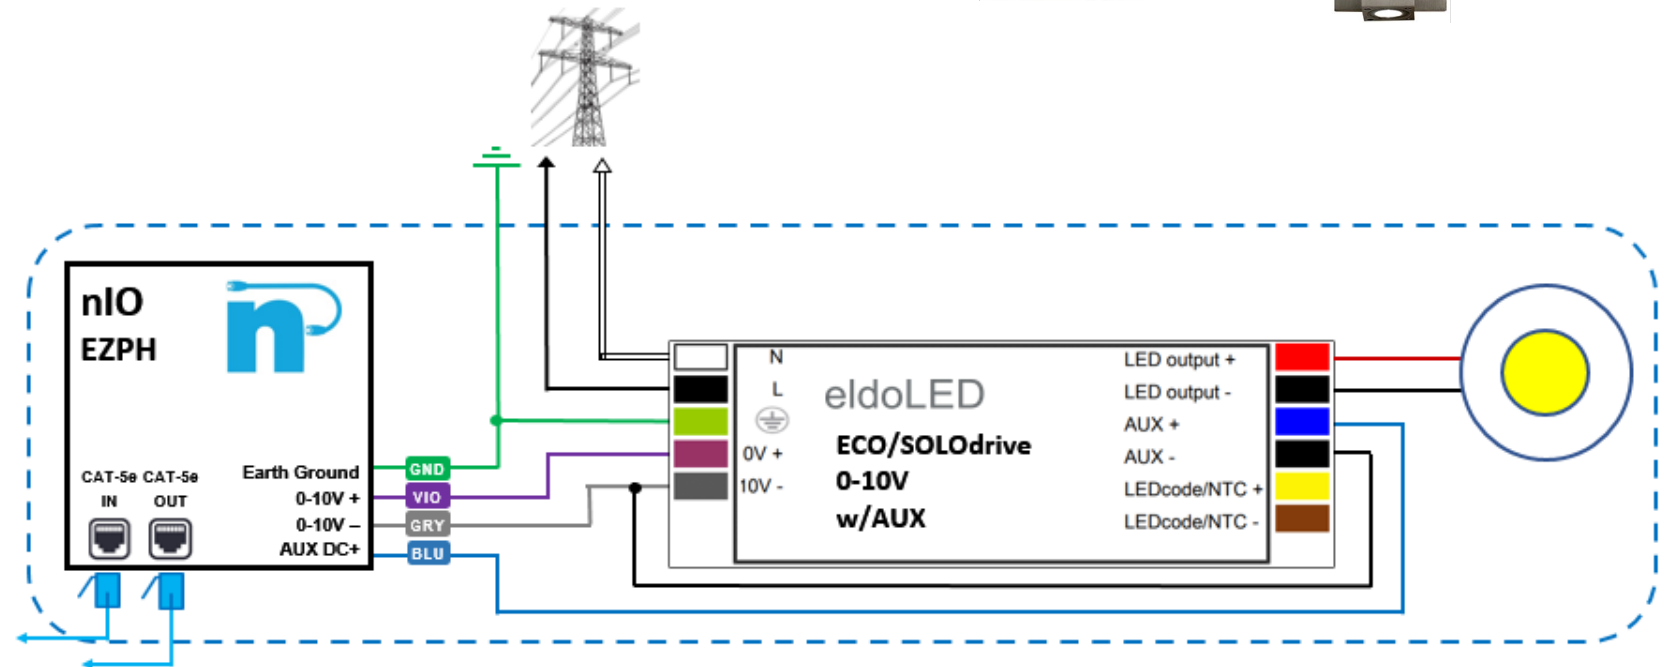 nIO
EZPH
n
CAT-5e CAT-5e
IN OUT
Earth Ground
0-10V +
0-10V –
AUX DC+
GND
VIO
GRY
BLU
N
L
0V +
10V -
eldoLED
ECO/SOLOdrive
0-10V
w/AUX
LED output +
LED output -
AUX +
AUX -
LEDcode/NTC +
LEDcode/NTC -